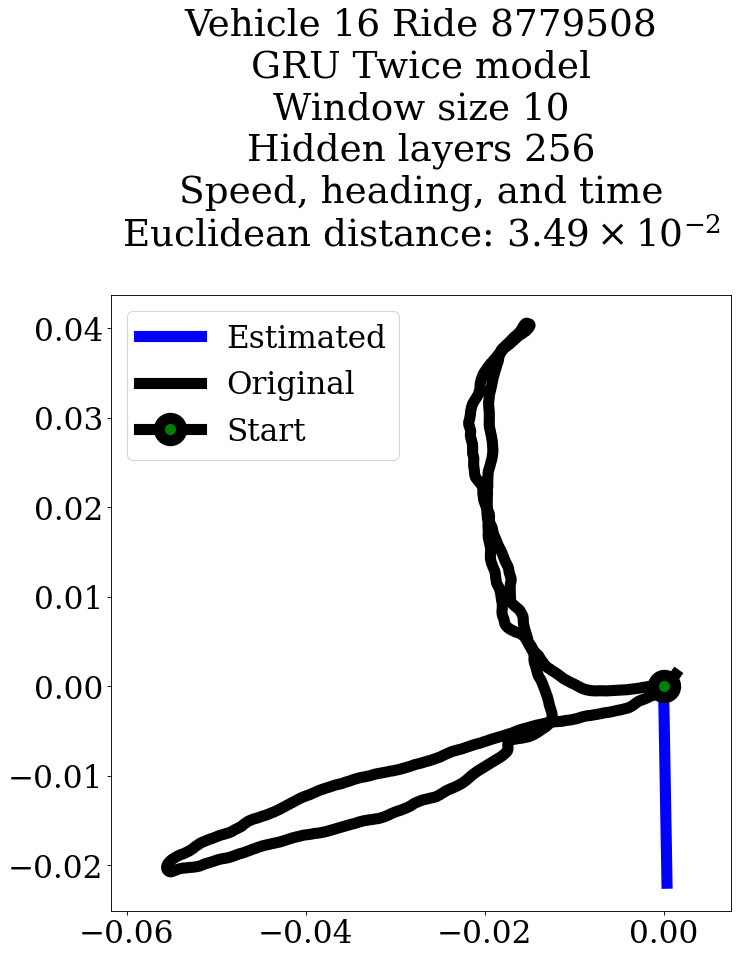 Vehicle 16 Ride 8779508
GRU Twice model
Window size 10
Hidden layers 256
Speed, heading, and time
Euclidean distance: 3.49 × 10⁻²
Estimated
Original
Start
0.04
0.03
0.02
0.01
0.00
−0.01
−0.02
−0.06 −0.04 −0.02 0.00